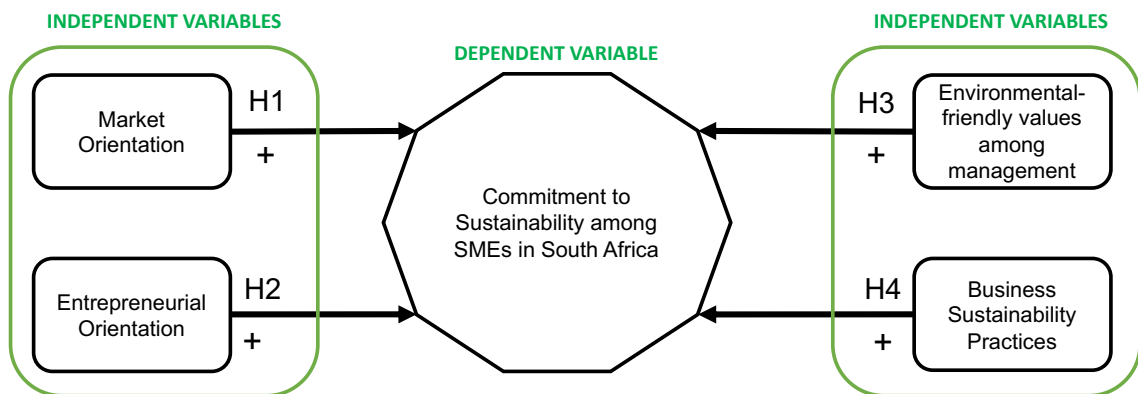 INDEPENDENT VARIABLES
Market
Orientation
H1
+
Entrepreneurial
Orientation
H2
+
DEPENDENT VARIABLE
Commitment to
Sustainability among
SMEs in South Africa
INDEPENDENT VARIABLES
H3
+
Environmental-
friendly values
among
management
H4
+
Business
Sustainability
Practices